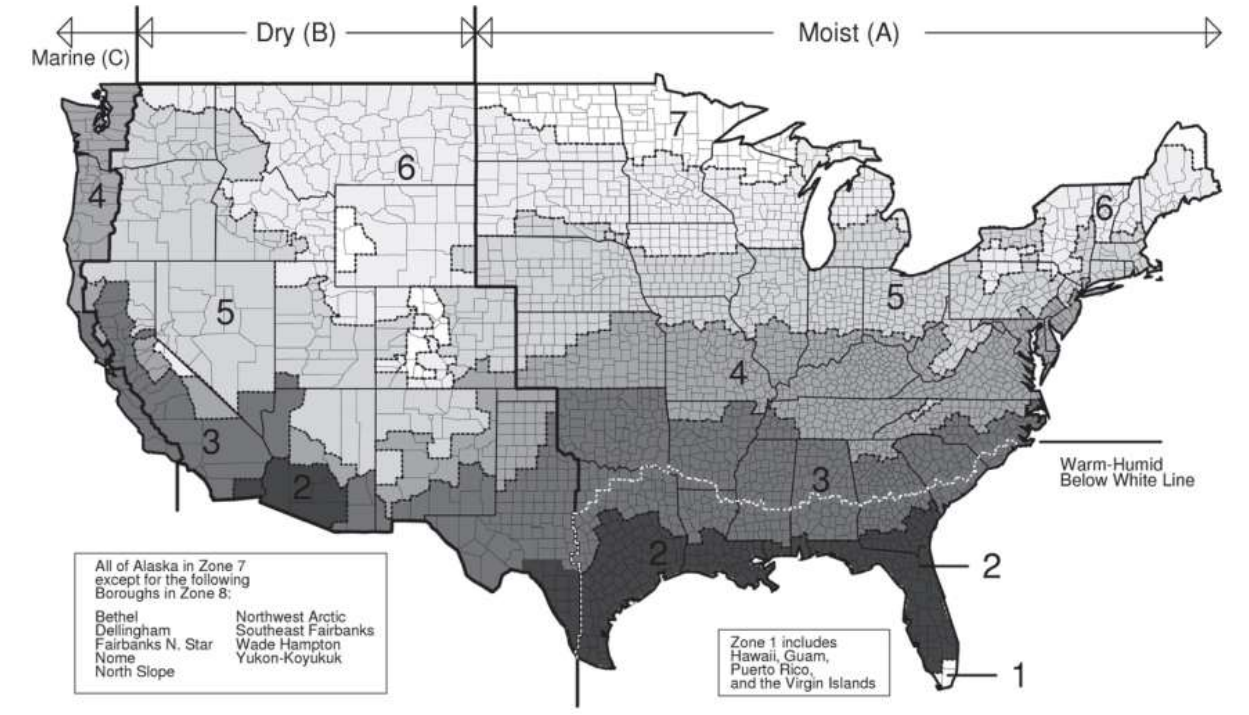 Marine (C)
Dry (B)
Moist (A)
7
6
4
6
5
5
4
3
3
2
2
Warm-Humid
Below White Line
2
1
All of Alaska in Zone 7
except for the following
Boroughs in Zone 8:
Bethel
Dellingham
Fairbanks N. Star
Nome
North Slope
Northwest Arctic
Southeast Fairbanks
Wade Hampton
Yukon-Koyukuk
Zone 1 includes
Hawaii, Guam,
Puerto Rico,
and the Virgin Islands